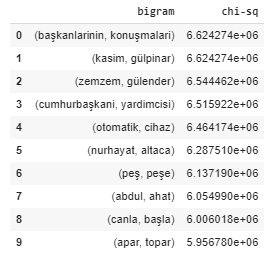 bigram chi-sq
0 (başkanlarinin, konuşmalari) 6.624274e+06
1 (kasim, gülpinar) 6.624274e+06
2 (zemzem, gülender) 6.544462e+06
3 (cumhurbaşkani, yardimcisi) 6.515922e+06
4 (otomatik, cihaz) 6.464174e+06
5 (nurhayat, altaca) 6.287510e+06
6 (peş, peşe) 6.137190e+06
7 (abdul, ahat) 6.054990e+06
8 (canla, başla) 6.006018e+06
9 (apar, topar) 5.956780e+06